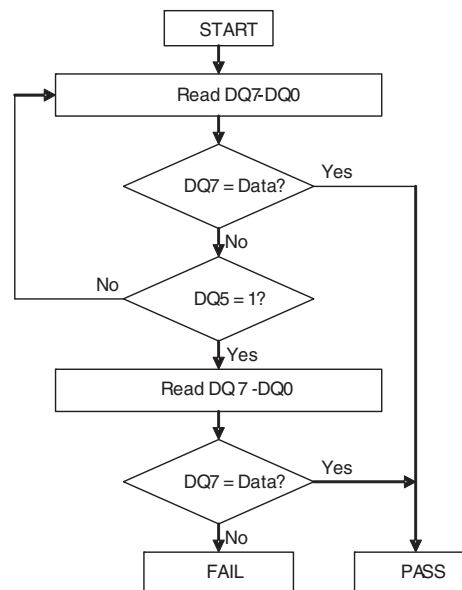 START
Read DQ7-DQ0
DQ7 = Data?
Yes
No
No
DQ5 = 1?
Yes
Read DQ 7 -DQ0
DQ7 = Data?
Yes
No
FAIL
PASS